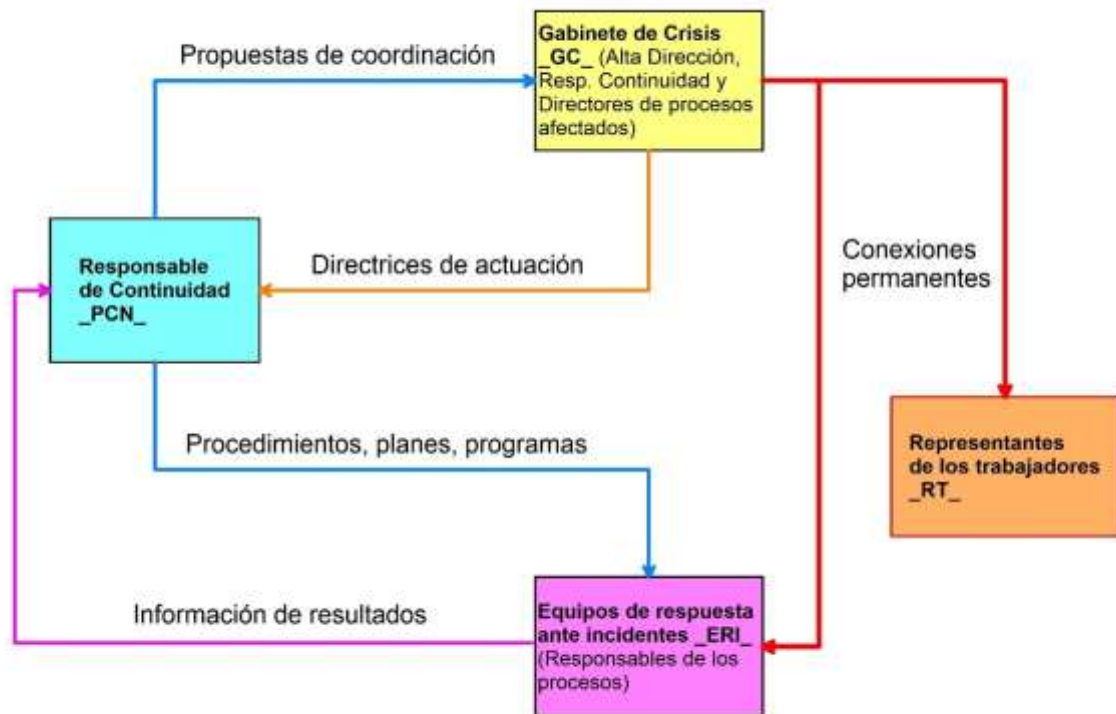 Propuestas de coordinación
Gabinete de Crisis
_GC_ (Alta Dirección,
Resp. Continuidad y
Directores de procesos
afectados)
Responsable
de Continuidad
_PCN_
Directrices de actuación
Conexiones
permanentes
Procedimientos, planes, programas
Representantes
de los trabajadores
_RT_
Información de resultados
Equipos de respuesta
ante incidentes _ERI_
(Responsables de los
procesos)